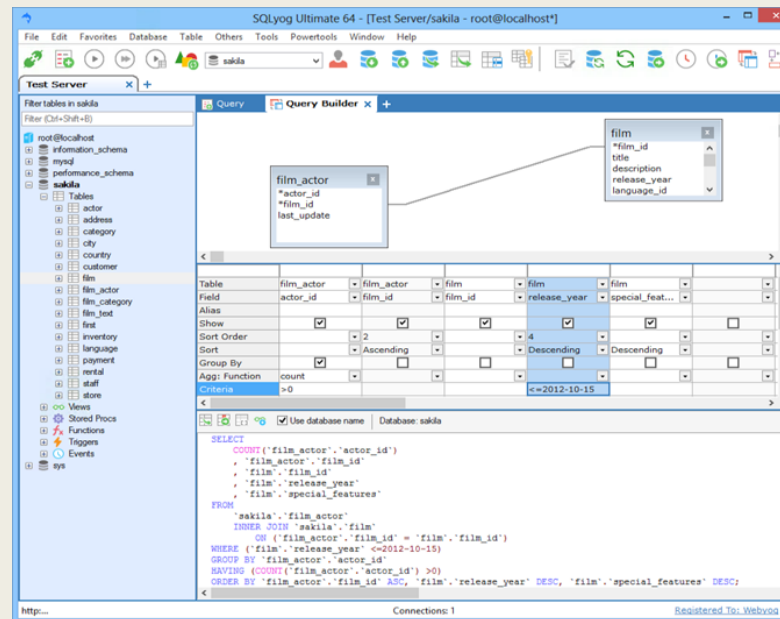 SQLyog Ultimate 64 - [Test Server/sakila - root@localhost*]
File Edit Favorites Database Table Others Tools Powertools Window Help
sakila
Test Server
Filter tables in sakila
Filter (Ctrl+Shift+B)
root@localhost
information_schema
mysql
performance_schema
sakila
Tables
actor
address
category
city
country
customer
film
film_actor
film_category
film_text
first
inventory
language
payment
rental
staff
store
Views
Stored Procs
Functions
Triggers
Events
sys
Query Query Builder
film_actor
*actor_id
*film_id
last_update
film
*film_id
title
description
release_year
language_id
Table film_actor film_actor film film film
Field actor_id film_id film_id release_year special_feat...
Alias
Show
Sort Order 2 4
Sort Ascending Descending Descending
Group By
Agg: Function count
Criteria >0 <=2012-10-15
Use database name Database: sakila
SELECT
COUNT(`film_actor`.`actor_id`)
, `film_actor`.`film_id`
, `film`.`film_id`
, `film`.`release_year`
, `film`.`special_features`
FROM
`sakila`.`film_actor`
INNER JOIN `sakila`.`film`
ON (`film_actor`.`film_id` = `film`.`film_id`)
WHERE (`film`.`release_year` <=2012-10-15)
GROUP BY `film_actor`.`actor_id`
HAVING (COUNT(`film_actor`.`actor_id`) >0)
ORDER BY `film_actor`.`film_id` ASC, `film`.`release_year` DESC, `film`.`special_features` DESC;
http:... Connections: 1 Registered To: Webyog